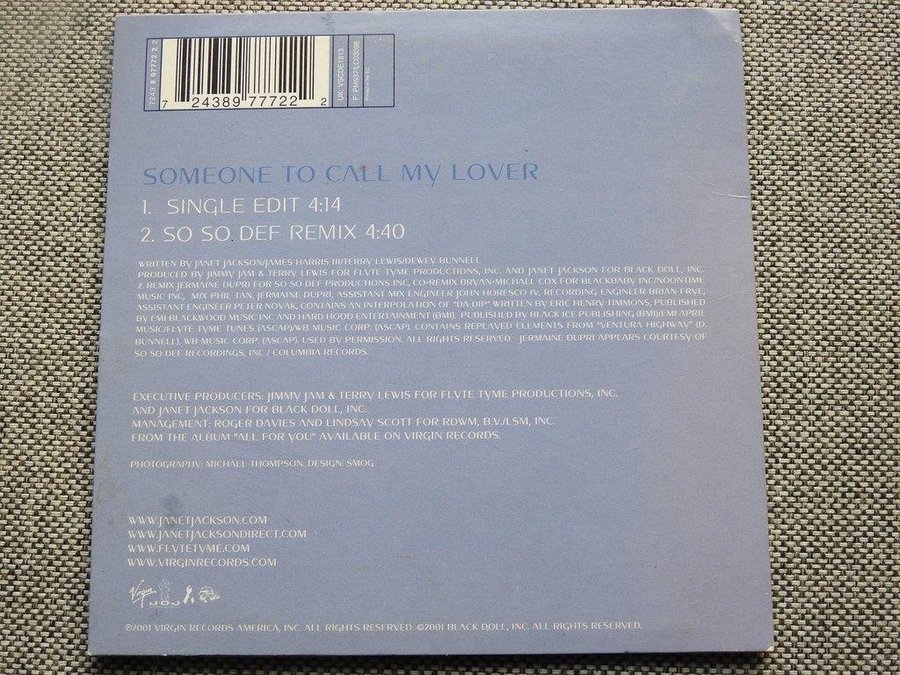 7243 8 97772 2 2
7 24389 77722 2
UK: VSCDE1813
F: PM537/LC03098
SOMEONE TO CALL MY LOVER
1. SINGLE EDIT 4:14
2. SO SO DEF REMIX 4:40
WRITTEN BY JANET JACKSON/JAMES HARRIS III/TERRY LEWIS/DEWEY BUNNELL
PRODUCED BY JIMMY JAM & TERRY LEWIS FOR FLYTE TYME PRODUCTIONS, INC. AND JANET JACKSON FOR BLACK DOLL, INC.
2. REMIX JERMAINE DUPRI FOR SO SO DEF PRODUCTIONS INC, CO-REMIX BRYAN-MICHAEL COX FOR BLACKBABY INC/NOONTIME
MUSIC INC, MIX PHIL TAN, JERMAINE DUPRI, ASSISTANT MIX ENGINEER JOHN HORESCO IV, RECORDING ENGINEER BRIAN FRYE,
ASSISTANT ENGINEER PETER NOVAK. CONTAINS AN INTERPOLATION OF "DA DIP" WRITTEN BY ERIC HENRY TIMMONS, PUBLISHED
BY EMI BLACKWOOD MUSIC INC AND HARD HOOD ENTERTAINMENT (BMI). PUBLISHED BY BLACK ICE PUBLISHING (BMI)/EMI APRIL
MUSIC/FLYTE TYME TUNES (ASCAP)/WB MUSIC CORP. (ASCAP). CONTAINS REPLAYED ELEMENTS FROM "VENTURA HIGHWAY" (D.
BUNNELL). WB MUSIC CORP. (ASCAP). USED BY PERMISSION. ALL RIGHTS RESERVED. JERMAINE DUPRI APPEARS COURTESY OF
SO SO DEF RECORDINGS, INC / COLUMBIA RECORDS.
EXECUTIVE PRODUCERS: JIMMY JAM & TERRY LEWIS FOR FLYTE TYME PRODUCTIONS, INC.
AND JANET JACKSON FOR BLACK DOLL, INC.
MANAGEMENT: ROGER DAVIES AND LINDSAY SCOTT FOR RDWM, B.V./LSM, INC.
FROM THE ALBUM "ALL FOR YOU" AVAILABLE ON VIRGIN RECORDS.
PHOTOGRAPHY: MICHAEL THOMPSON. DESIGN: SMOG
WWW.JANETJACKSON.COM
WWW.JANETJACKSONDIRECT.COM
WWW.FLYTETYME.COM
WWW.VIRGINRECORDS.COM
Virgin JDJ
℗2001 VIRGIN RECORDS AMERICA, INC. ALL RIGHTS RESERVED. ©2001 BLACK DOLL, INC. ALL RIGHTS RESERVED.